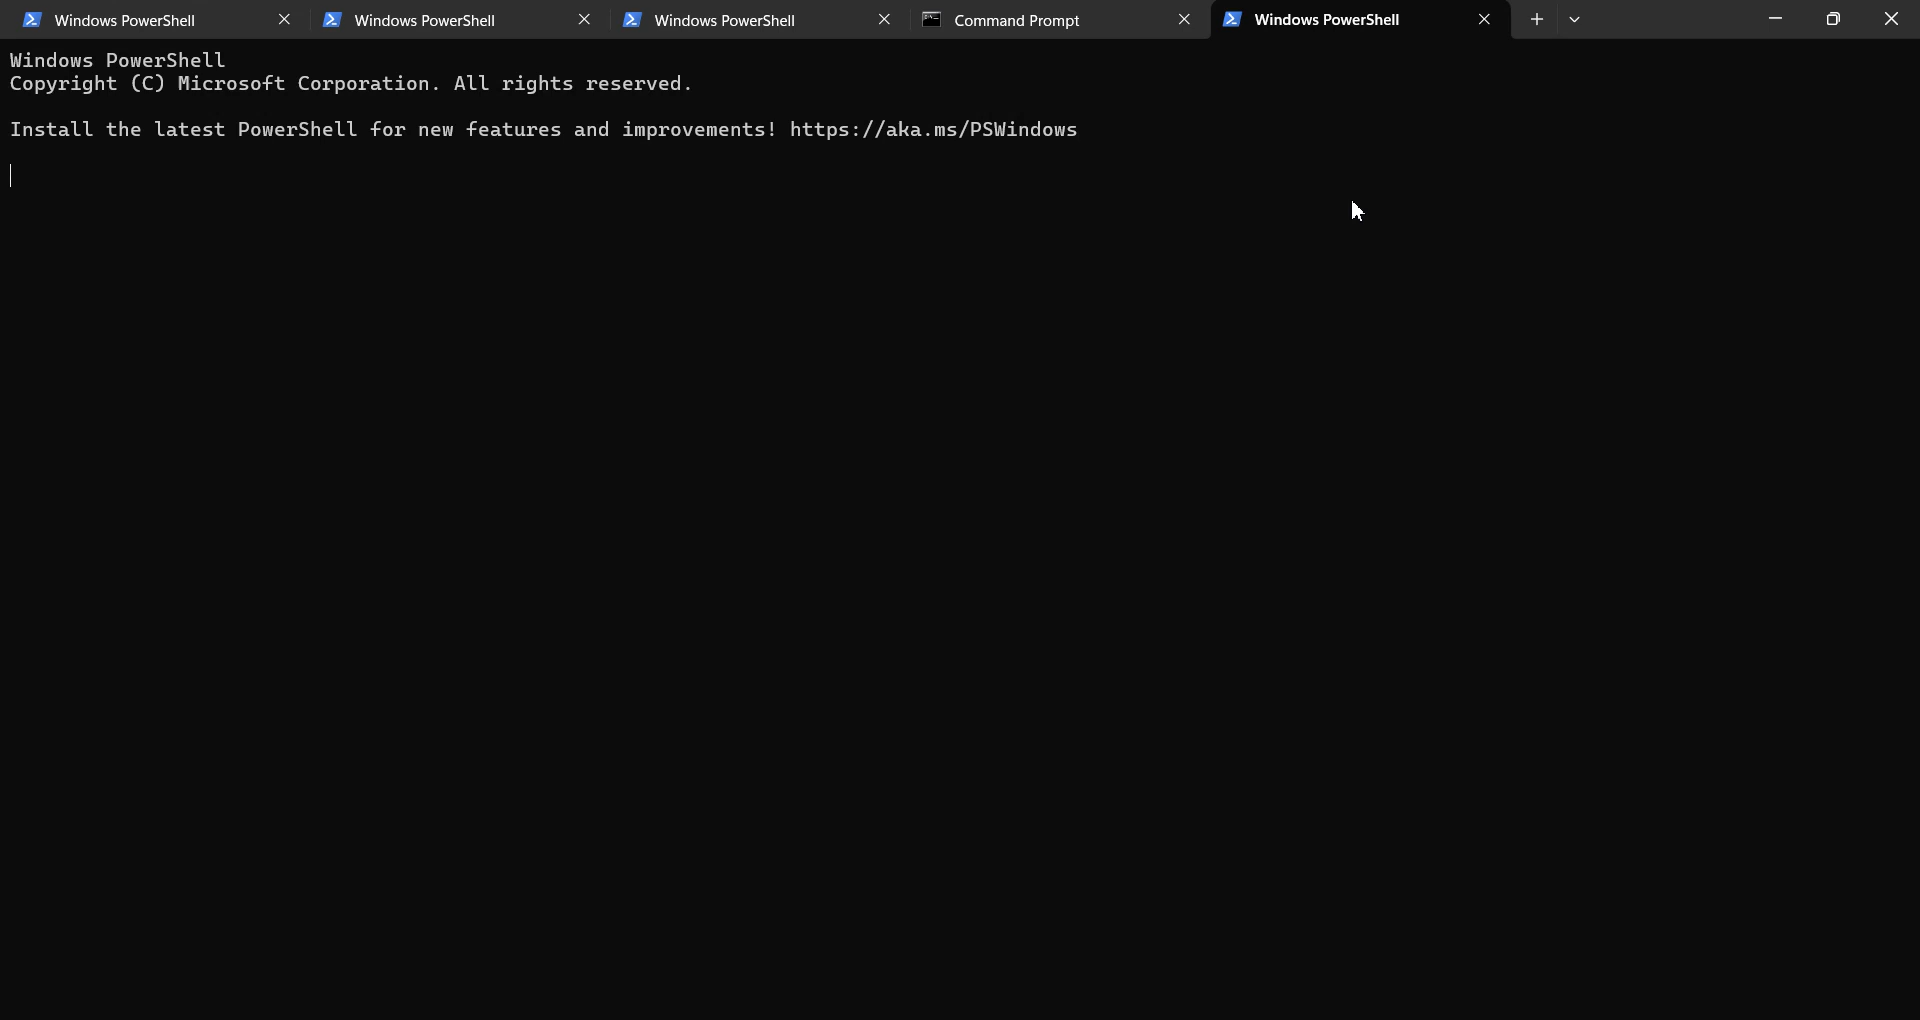 Windows PowerShell
Windows PowerShell
Windows PowerShell
Command Prompt
Windows PowerShell
Windows PowerShell
Copyright (C) Microsoft Corporation. All rights reserved.
Install the latest PowerShell for new features and improvements! https://aka.ms/PSWindows